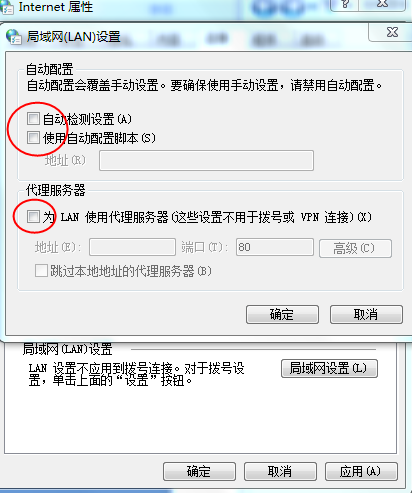 Internet 属性
局域网(LAN)设置
自动配置
自动配置会覆盖手动设置。要确保使用手动设置，请禁用自动配置。
自动检测设置(A)
使用自动配置脚本(S)
地址(R)
代理服务器
为 LAN 使用代理服务器(这些设置不用于拨号或 VPN 连接)(X)
地址(E): 端口(T): 80 高级(C)
跳过本地地址的代理服务器(B)
确定 取消
局域网(LAN)设置
LAN 设置不应用到拨号连接。对于拨号设
置，单击上面的“设置”按钮。
局域网设置(L)
确定 取消 应用(A)